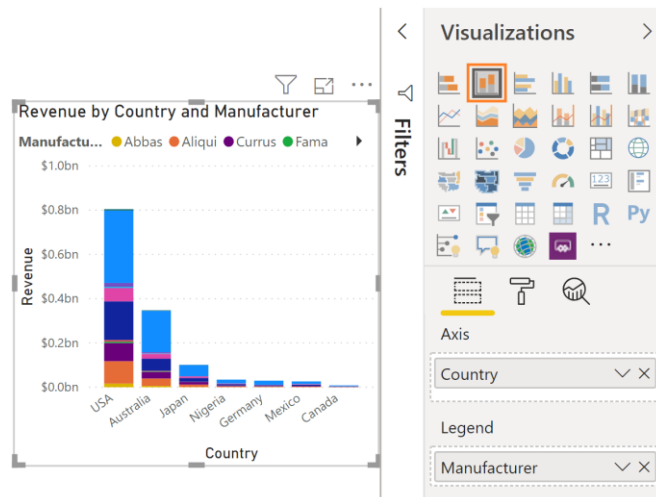 Visualizations
Filters
123
R Py
Revenue by Country and Manufacturer
Manufactu... Abbas Aliqui Currus Fama
$1.0bn
$0.8bn
$0.6bn
$0.4bn
$0.2bn
$0.0bn
Revenue
USA
Australia
Japan
Nigeria
Germany
Mexico
Canada
Country
Axis
Country
Legend
Manufacturer